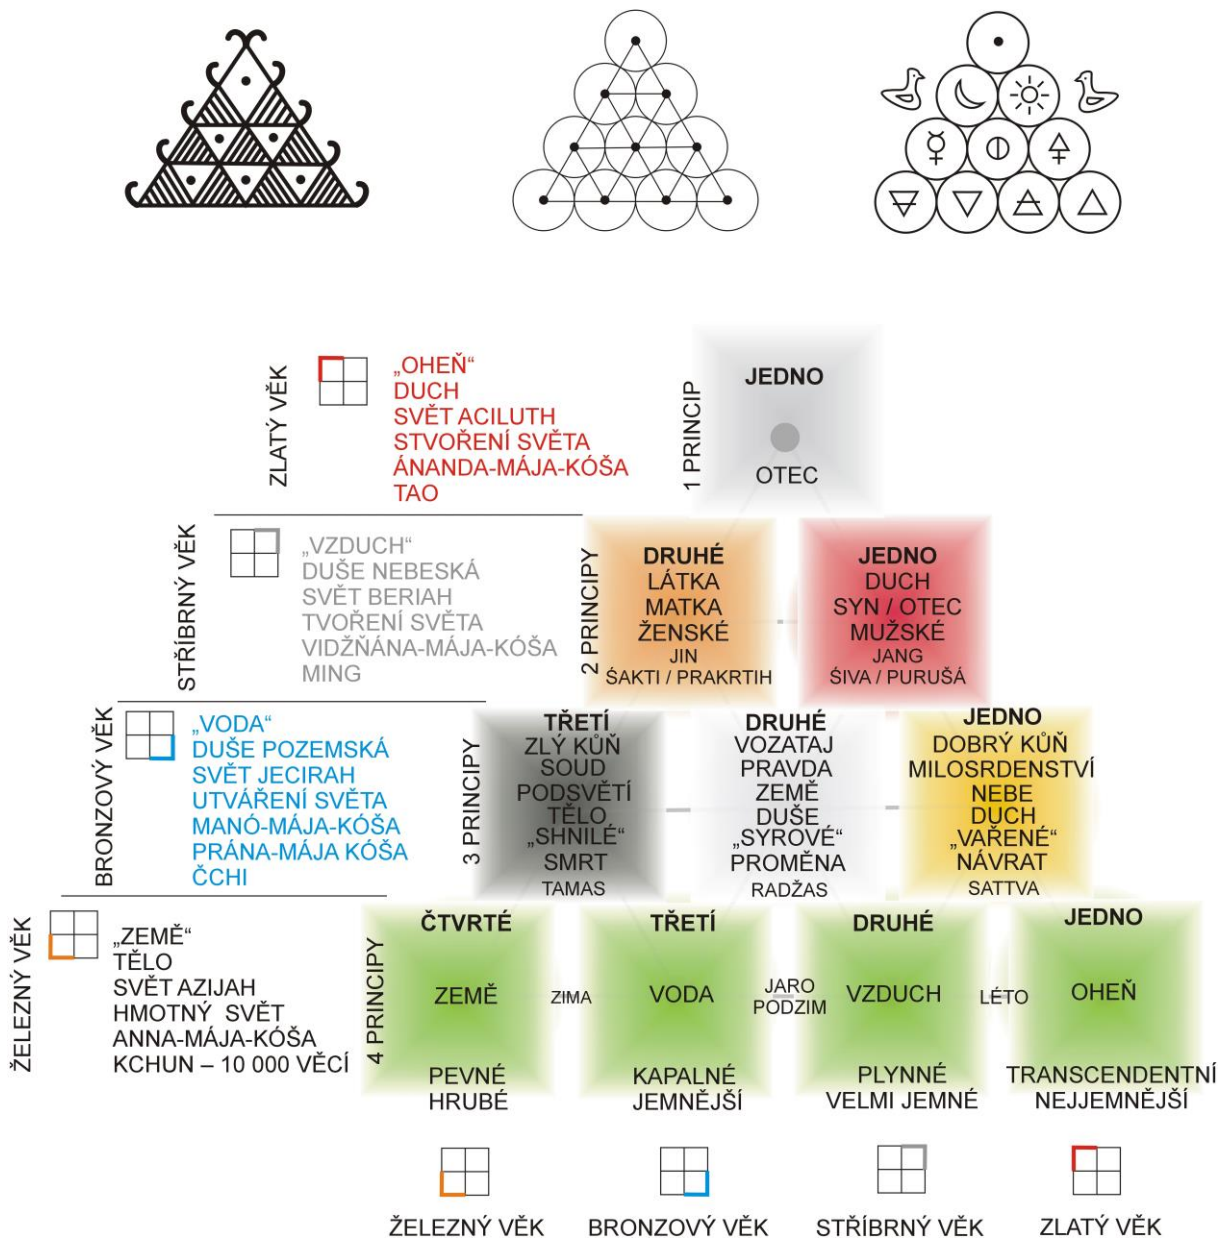 ZLATÝ VĚK
„OHEŇ“
DUCH
SVĚT ACILUTH
STVOŘENÍ SVĚTA
ÁNANDA-MÁJA-KÓŠA
TAO
1 PRINCIP
JEDNO
OTEC
STŘÍBRNÝ VĚK
„VZDUCH“
DUŠE NEBESKÁ
SVĚT BERIAH
TVOŘENÍ SVĚTA
VIDŽŇÁNA-MÁJA-KÓŠA
MING
2 PRINCIPY
DRUHÉ
LÁTKA
MATKA
ŽENSKÉ
JIN
ŚAKTI / PRAKRTIH
JEDNO
DUCH
SYN / OTEC
MUŽSKÉ
JANG
ŚIVA / PURUŠÁ
BRONZOVÝ VĚK
„VODA“
DUŠE POZEMSKÁ
SVĚT JECIRAH
UTVÁŘENÍ SVĚTA
MANÓ-MÁJA-KÓŠA
PRÁNA-MÁJA KÓŠA
ČCHI
3 PRINCIPY
TŘETÍ
ZLÝ KŮŇ
SOUD
PODSVĚTÍ
TĚLO
„SHNILÉ“
SMRT
TAMAS
DRUHÉ
VOZATAJ
PRAVDA
ZEMĚ
DUŠE
„SYROVÉ“
PROMĚNA
RADŽAS
JEDNO
DOBRÝ KŮŇ
MILOSRDENSTVÍ
NEBE
DUCH
„VAŘENÉ“
NÁVRAT
SATTVA
ŽELEZNÝ VĚK
„ZEMĚ“
TĚLO
SVĚT AZIJAH
HMOTNÝ SVĚT
ANNA-MÁJA-KÓŠA
KCHUN – 10 000 VĚCÍ
4 PRINCIPY
ČTVRTÉ
ZEMĚ
PEVNÉ
HRUBÉ
ZIMA
TŘETÍ
VODA
KAPALNÉ
JEMNĚJŠÍ
JARO
PODZIM
DRUHÉ
VZDUCH
PLYNNÉ
VELMI JEMNÉ
LÉTO
JEDNO
OHEŇ
TRANSCENDENTNÍ
NEJJEMNĚJŠÍ
ŽELEZNÝ VĚK
BRONZOVÝ VĚK
STŘÍBRNÝ VĚK
ZLATÝ VĚK